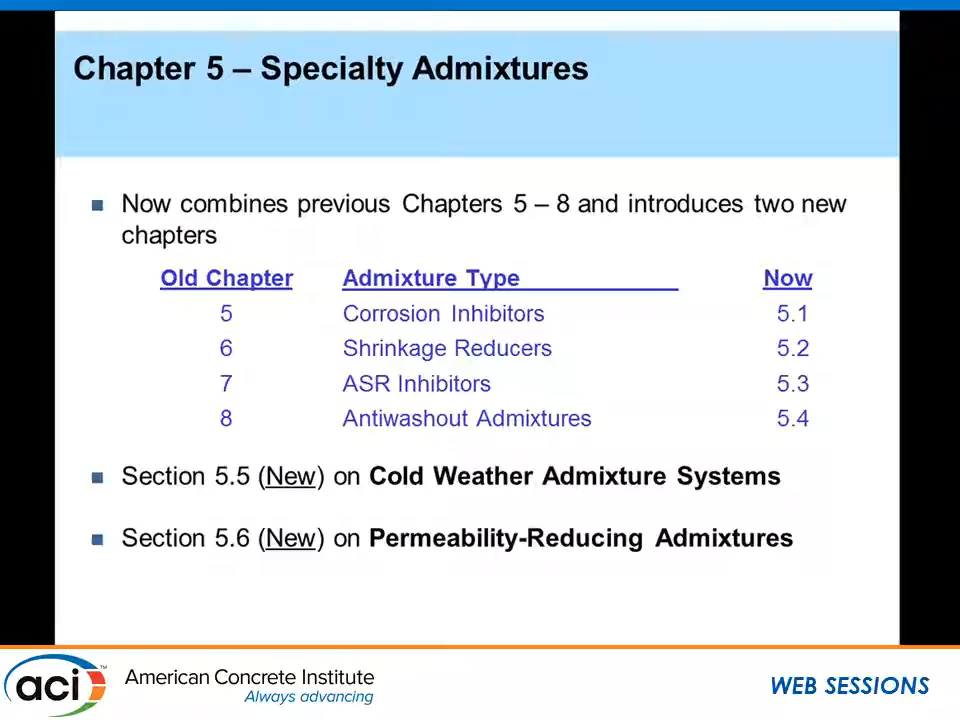 Chapter 5 – Specialty Admixtures
Now combines previous Chapters 5 – 8 and introduces two new
chapters
Old Chapter Admixture Type Now
5 Corrosion Inhibitors 5.1
6 Shrinkage Reducers 5.2
7 ASR Inhibitors 5.3
8 Antiwashout Admixtures 5.4
Section 5.5 (New) on Cold Weather Admixture Systems
Section 5.6 (New) on Permeability-Reducing Admixtures
aci™
American Concrete Institute
Always advancing
WEB SESSIONS